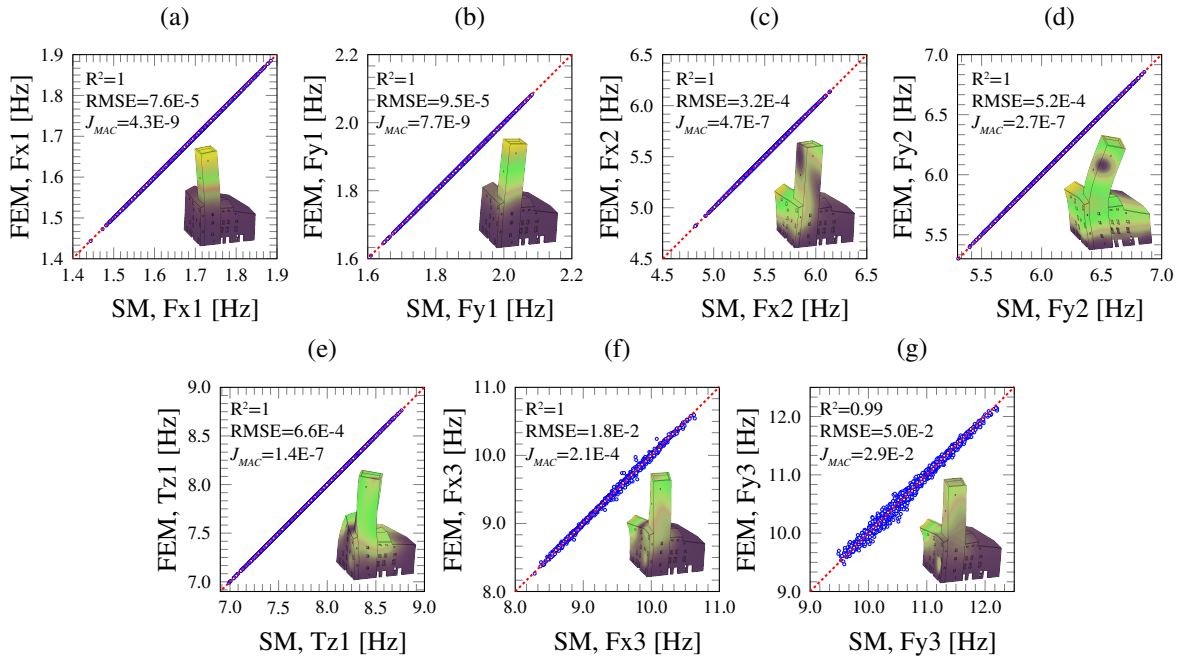 (a)
(b)
(c)
(d)
1.9
1.8
1.7
1.6
1.5
1.4
FEM, Fx1 [Hz]
R²=1
RMSE=7.6E-5
J_MAC=4.3E-9
1.4 1.5 1.6 1.7 1.8 1.9
SM, Fx1 [Hz]
2.2
2.0
1.8
1.6
FEM, Fy1 [Hz]
R²=1
RMSE=9.5E-5
J_MAC=7.7E-9
1.6 1.8 2.0 2.2
SM, Fy1 [Hz]
6.5
6.0
5.5
5.0
4.5
FEM, Fx2 [Hz]
R²=1
RMSE=3.2E-4
J_MAC=4.7E-7
4.5 5.0 5.5 6.0 6.5
SM, Fx2 [Hz]
7.0
6.5
6.0
5.5
FEM, Fy2 [Hz]
R²=1
RMSE=5.2E-4
J_MAC=2.7E-7
5.5 6.0 6.5 7.0
SM, Fy2 [Hz]
(e)
(f)
(g)
9.0
8.5
8.0
7.5
7.0
FEM, Tz1 [Hz]
R²=1
RMSE=6.6E-4
J_MAC=1.4E-7
7.0 7.5 8.0 8.5 9.0
SM, Tz1 [Hz]
11.0
10.0
9.0
8.0
FEM, Fx3 [Hz]
R²=1
RMSE=1.8E-2
J_MAC=2.1E-4
8.0 9.0 10.0 11.0
SM, Fx3 [Hz]
12.0
11.0
10.0
9.0
FEM, Fy3 [Hz]
R²=0.99
RMSE=5.0E-2
J_MAC=2.9E-2
9.0 10.0 11.0 12.0
SM, Fy3 [Hz]